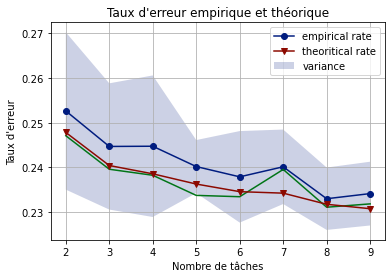 Taux d'erreur empirique et théorique
empirical rate
theoritical rate
variance
Taux d'erreur
0.27
0.26
0.25
0.24
0.23
2 3 4 5 6 7 8 9
Nombre de tâches